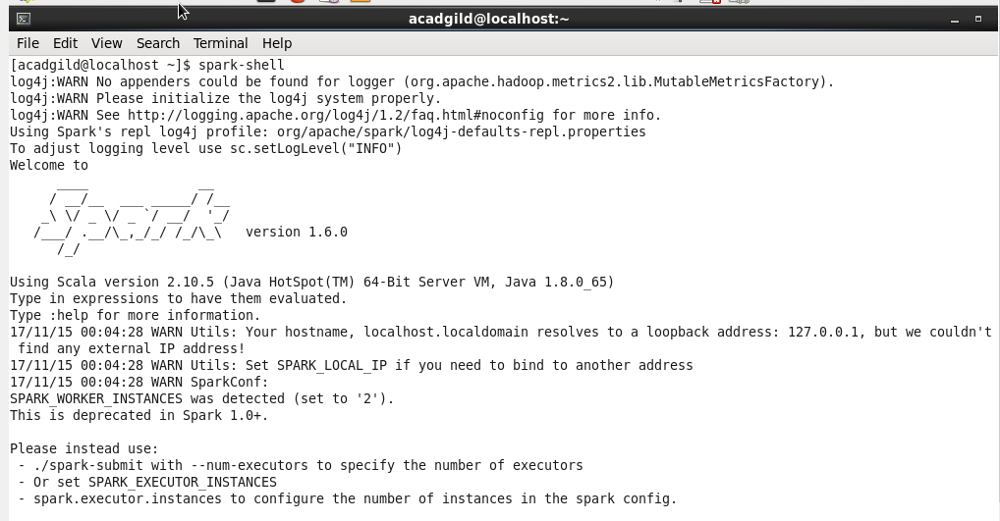 acadgild@localhost:~
File Edit View Search Terminal Help
[acadgild@localhost ~]$ spark-shell
log4j:WARN No appenders could be found for logger (org.apache.hadoop.metrics2.lib.MutableMetricsFactory).
log4j:WARN Please initialize the log4j system properly.
log4j:WARN See http://logging.apache.org/log4j/1.2/faq.html#noconfig for more info.
Using Spark's repl log4j profile: org/apache/spark/log4j-defaults-repl.properties
To adjust logging level use sc.setLogLevel("INFO")
Welcome to
      ____              __
     / __/__  ___ _____/ /__
    _\ \/ _ \/ _ `/ __/  '_/
   /___/ .__/\_,_/_/ /_/\_\   version 1.6.0
      /_/
Using Scala version 2.10.5 (Java HotSpot(TM) 64-Bit Server VM, Java 1.8.0_65)
Type in expressions to have them evaluated.
Type :help for more information.
17/11/15 00:04:28 WARN Utils: Your hostname, localhost.localdomain resolves to a loopback address: 127.0.0.1, but we couldn't
 find any external IP address!
17/11/15 00:04:28 WARN Utils: Set SPARK_LOCAL_IP if you need to bind to another address
17/11/15 00:04:28 WARN SparkConf:
SPARK_WORKER_INSTANCES was detected (set to '2').
This is deprecated in Spark 1.0+.
Please instead use:
 - ./spark-submit with --num-executors to specify the number of executors
 - Or set SPARK_EXECUTOR_INSTANCES
 - spark.executor.instances to configure the number of instances in the spark config.